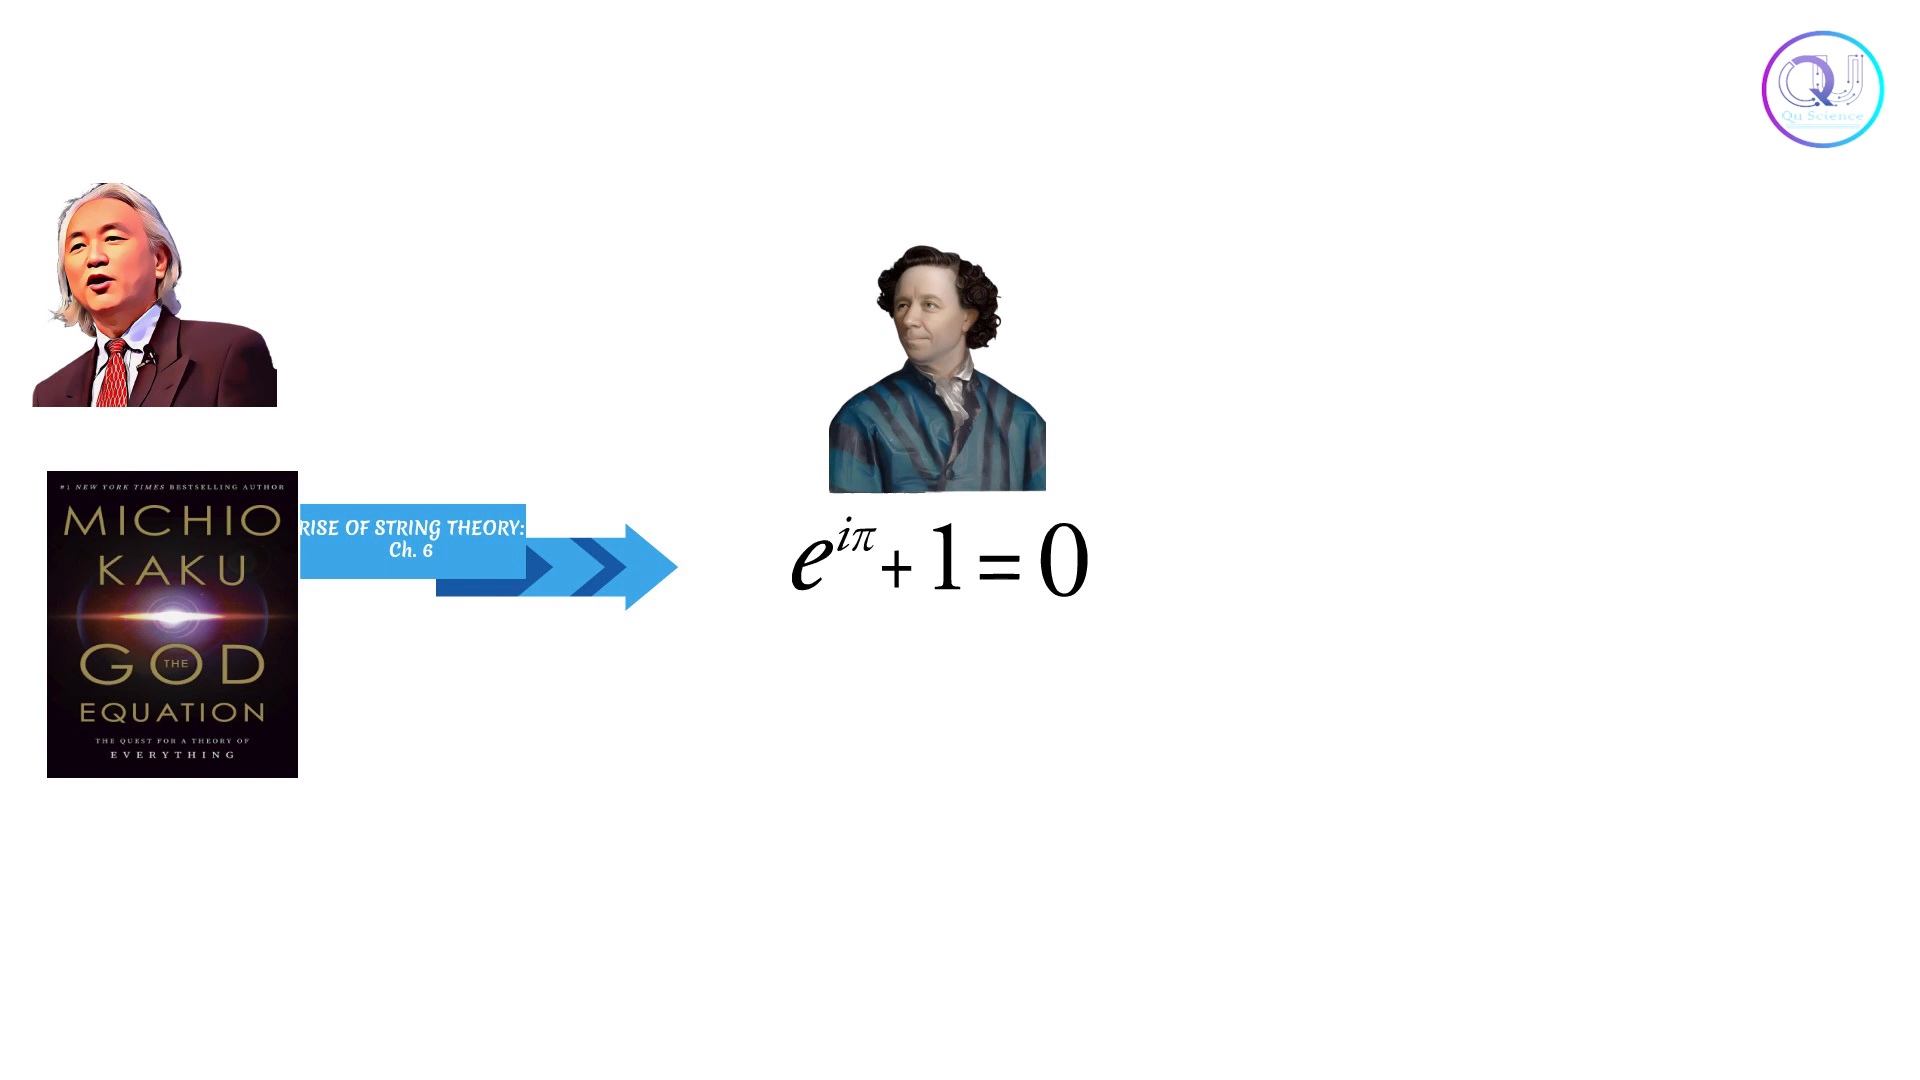 QU
Qu Science
#1 NEW YORK TIMES BESTSELLING AUTHOR
MICHIO
KAKU
GOD
THE
EQUATION
THE QUEST FOR A THEORY OF
EVERYTHING
RISE OF STRING THEORY:
Ch. 6
e^{iπ} + 1 = 0